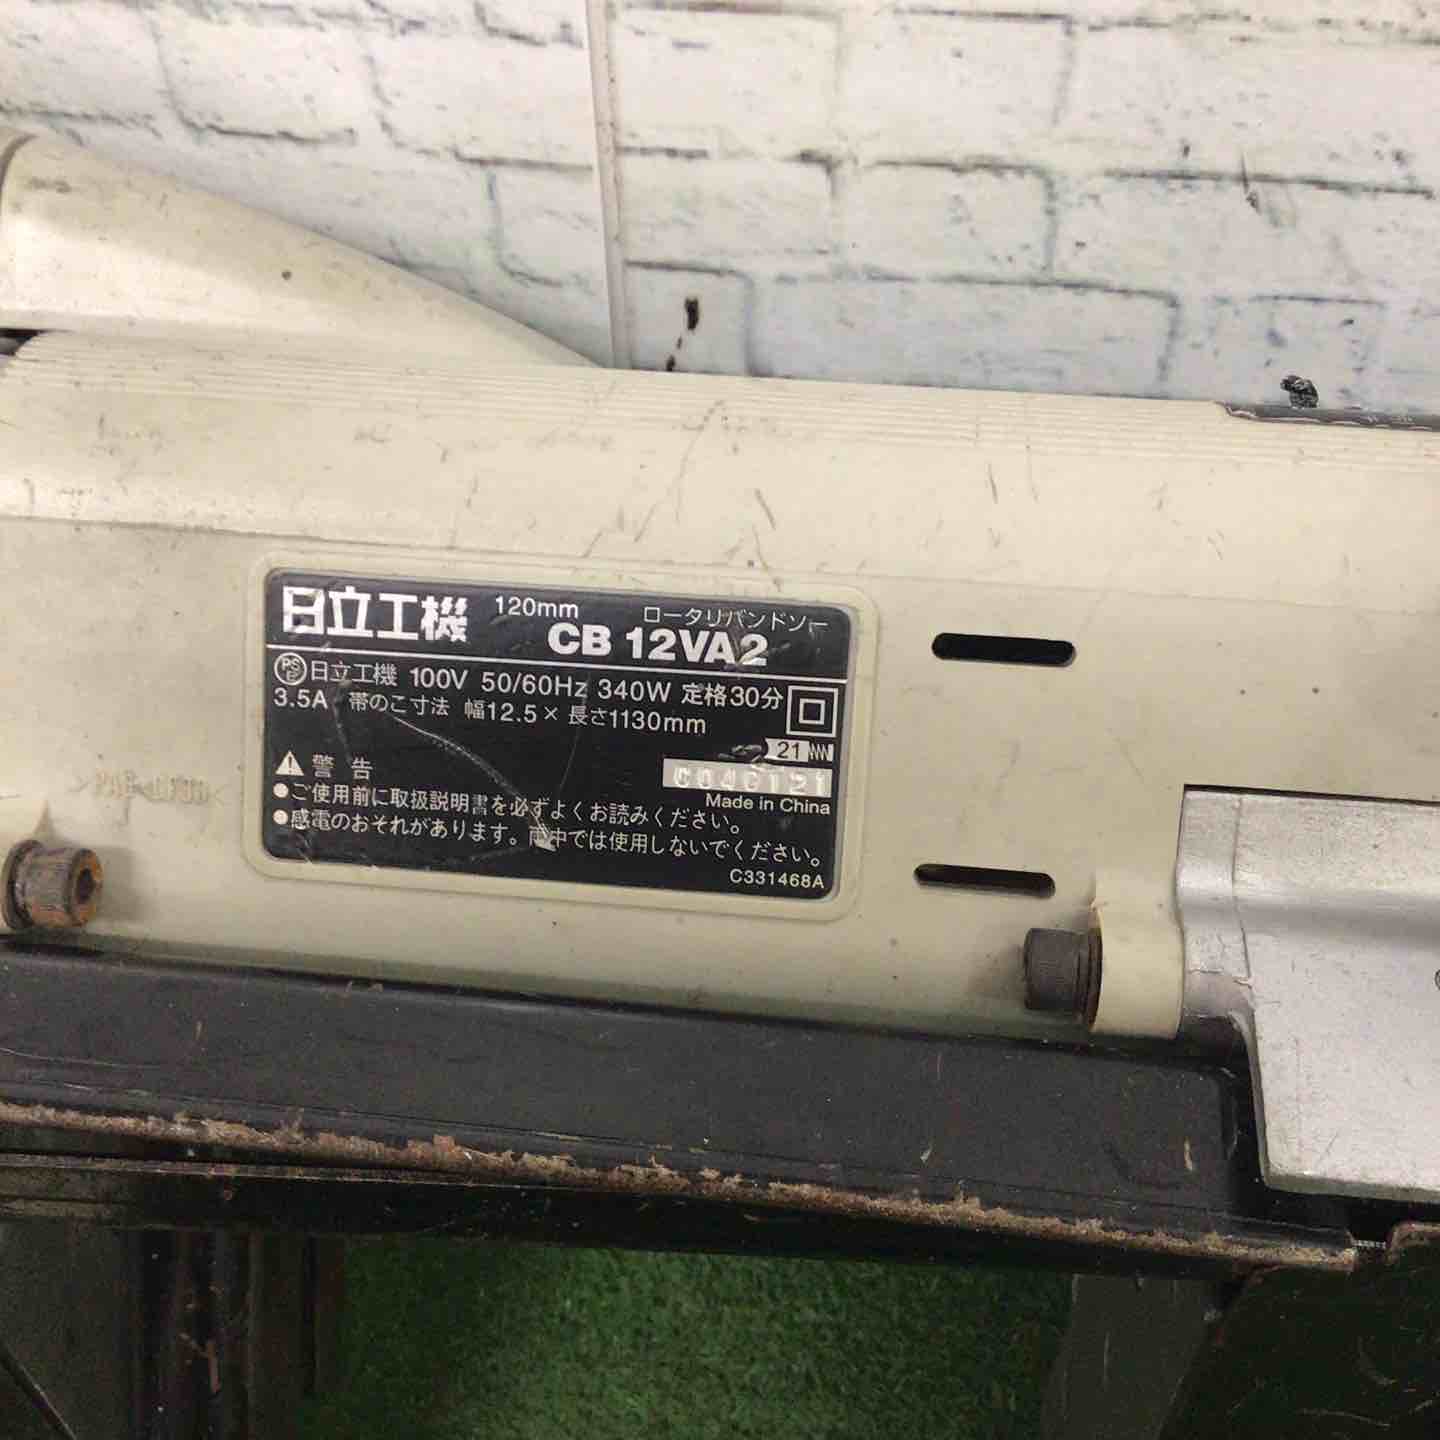 日立工機 120mm ロータリバンドソー
CB 12VA2
PSE 日立工機 100V 50/60Hz 340W 定格30分
3.5A 帯のこ寸法 幅12.5×長さ1130mm
21
警告
Made in China
●ご使用前に取扱説明書を必ずよくお読みください。
●感電のおそれがあります。雨中では使用しないでください。
C331468A